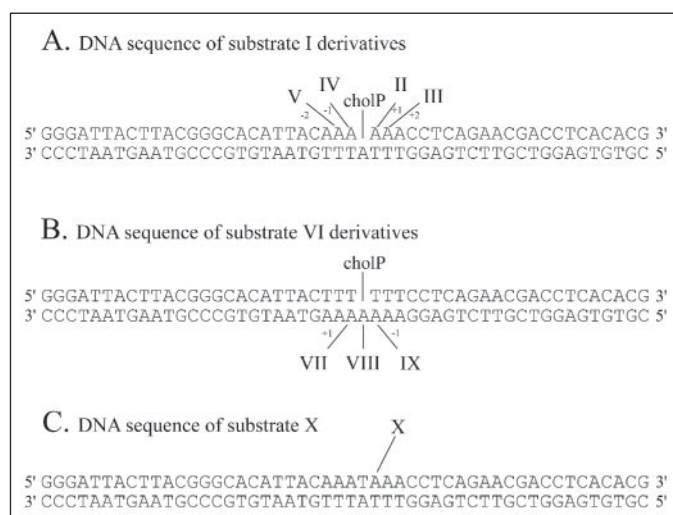 A. DNA sequence of substrate I derivatives
IV II
V cholP III
-2 -1 +1 +2
5' GGGATTACTTACGGGCACATTACAAA AAACCTCAGAACGACCTCACACG 3'
3' CCCTAATGAATGCCCGTGTAATGTTTATTTGGAGTCTTGCTGGAGTGTGC 5'
B. DNA sequence of substrate VI derivatives
cholP
5' GGGATTACTTACGGGCACATTACTTT TTTCCTCAGAACGACCTCACACG 3'
3' CCCTAATGAATGCCCGTGTAATGAAAAAAAGGAGTCTTGCTGGAGTGTGC 5'
+1 -1
VII VIII IX
C. DNA sequence of substrate X
X
5' GGGATTACTTACGGGCACATTACAAATAAACCTCAGAACGACCTCACACG 3'
3' CCCTAATGAATGCCCGTGTAATGTTTATTTGGAGTCTTGCTGGAGTGTGC 5'